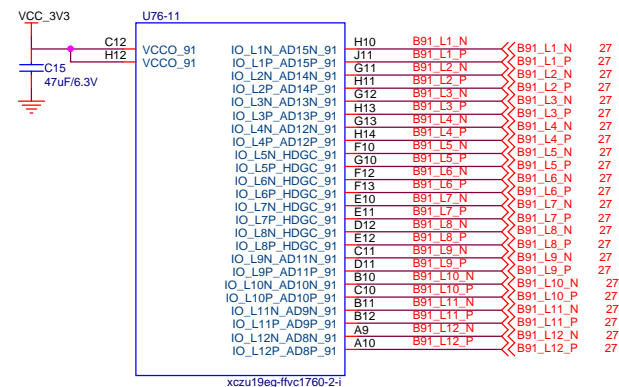 VCC_3V3
U76-11
C12 VCCO_91
H12 VCCO_91
C15
47uF/6.3V
IO_L1N_AD15N_91 H10 B91_L1_N B91_L1_N 27
IO_L1P_AD15P_91 J11 B91_L1_P B91_L1_P 27
IO_L2N_AD14N_91 G11 B91_L2_N B91_L2_N 27
IO_L2P_AD14P_91 H11 B91_L2_P B91_L2_P 27
IO_L3N_AD13N_91 G12 B91_L3_N B91_L3_N 27
IO_L3P_AD13P_91 H13 B91_L3_P B91_L3_P 27
IO_L4N_AD12N_91 G13 B91_L4_N B91_L4_N 27
IO_L4P_AD12P_91 H14 B91_L4_P B91_L4_P 27
IO_L5N_HDGC_91 F10 B91_L5_N B91_L5_N 27
IO_L5P_HDGC_91 G10 B91_L5_P B91_L5_P 27
IO_L6N_HDGC_91 F12 B91_L6_N B91_L6_N 27
IO_L6P_HDGC_91 F13 B91_L6_P B91_L6_P 27
IO_L7N_HDGC_91 E10 B91_L7_N B91_L7_N 27
IO_L7P_HDGC_91 E11 B91_L7_P B91_L7_P 27
IO_L8N_HDGC_91 D12 B91_L8_N B91_L8_N 27
IO_L8P_HDGC_91 E12 B91_L8_P B91_L8_P 27
IO_L9N_AD11N_91 C11 B91_L9_N B91_L9_N 27
IO_L9P_AD11P_91 D11 B91_L9_P B91_L9_P 27
IO_L10N_AD10N_91 B10 B91_L10_N B91_L10_N 27
IO_L10P_AD10P_91 C10 B91_L10_P B91_L10_P 27
IO_L11N_AD9N_91 B11 B91_L11_N B91_L11_N 27
IO_L11P_AD9P_91 B12 B91_L11_P B91_L11_P 27
IO_L12N_AD8N_91 A9 B91_L12_N B91_L12_N 27
IO_L12P_AD8P_91 A10 B91_L12_P B91_L12_P 27
xczu19eg-ffvc1760-2-i